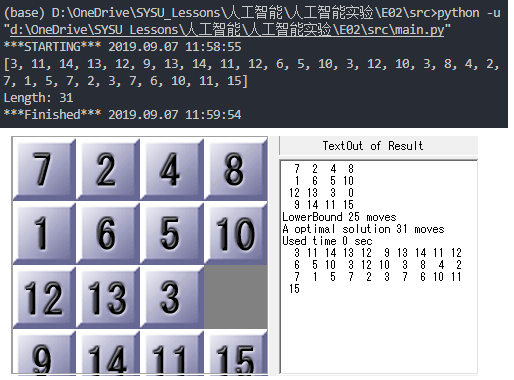 (base) D:\OneDrive\SYSU_Lessons\人工智能\人工智能实验\E02\src>python -u
"d:\OneDrive\SYSU_Lessons\人工智能\人工智能实验\E02\src\main.py"
***STARTING*** 2019.09.07 11:58:55
[3, 11, 14, 13, 12, 9, 13, 14, 11, 12, 6, 5, 10, 3, 12, 10, 3, 8, 4, 2,
7, 1, 5, 7, 2, 3, 7, 6, 10, 11, 15]
Length: 31
***Finished*** 2019.09.07 11:59:54
7 2 4 8
1 6 5 10
12 13 3
9 14 11 15
TextOut of Result
7 2 4 8
1 6 5 10
12 13 3 0
9 14 11 15
LowerBound 25 moves
A optimal solution 31 moves
Used time 0 sec
3 11 14 13 12 9 13 14 11 12
6 5 10 3 12 10 3 8 4 2
7 1 5 7 2 3 7 6 10 11
15